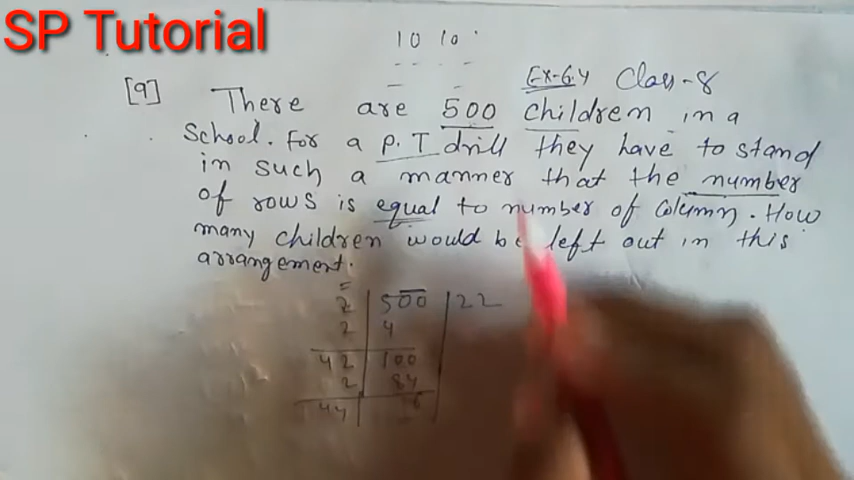 SP Tutorial
10 10
Ex-6.4 Class-8
[9] There are 500 children in a
School. For a P.T drill they have to stand
in such a manner that the number
of rows is equal to number of column. How
many children would be left out in this
arrangement.
2 500 22
2 4
42 100
2 84
44 16